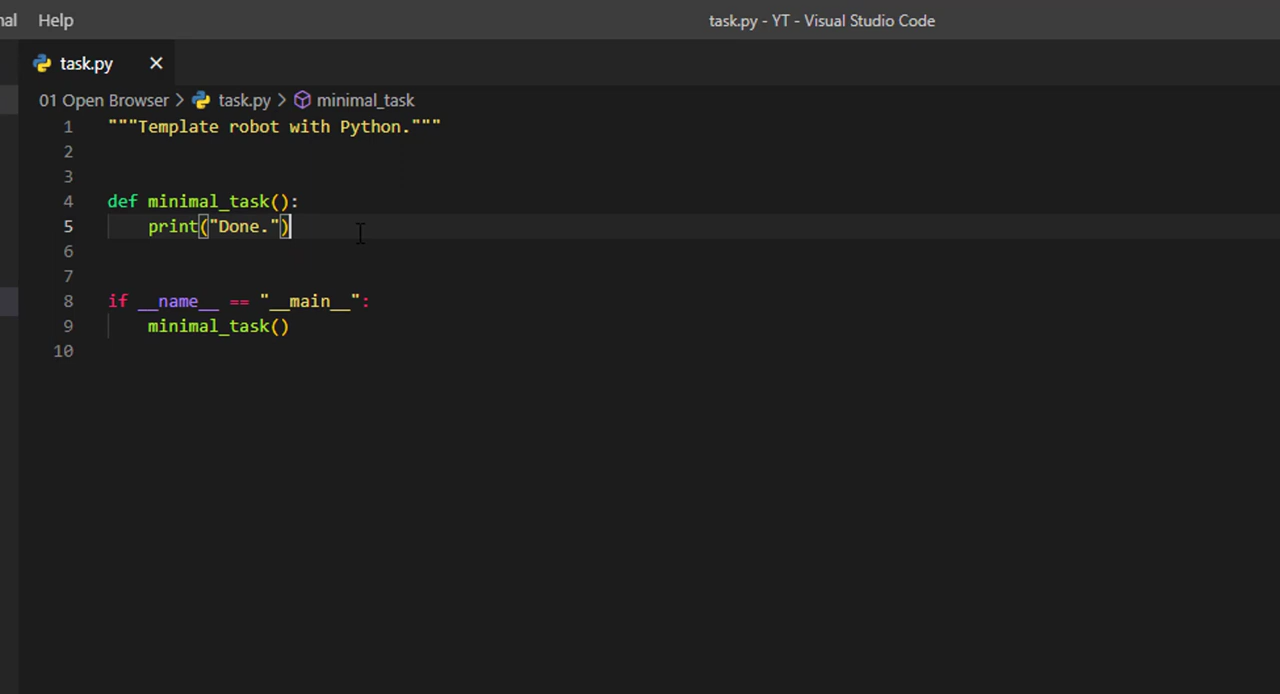 nal Help task.py - YT - Visual Studio Code
task.py
01 Open Browser > task.py > minimal_task
1 """Template robot with Python."""
2
3
4 def minimal_task():
5     print("Done.")
6
7
8 if __name__ == "__main__":
9     minimal_task()
10